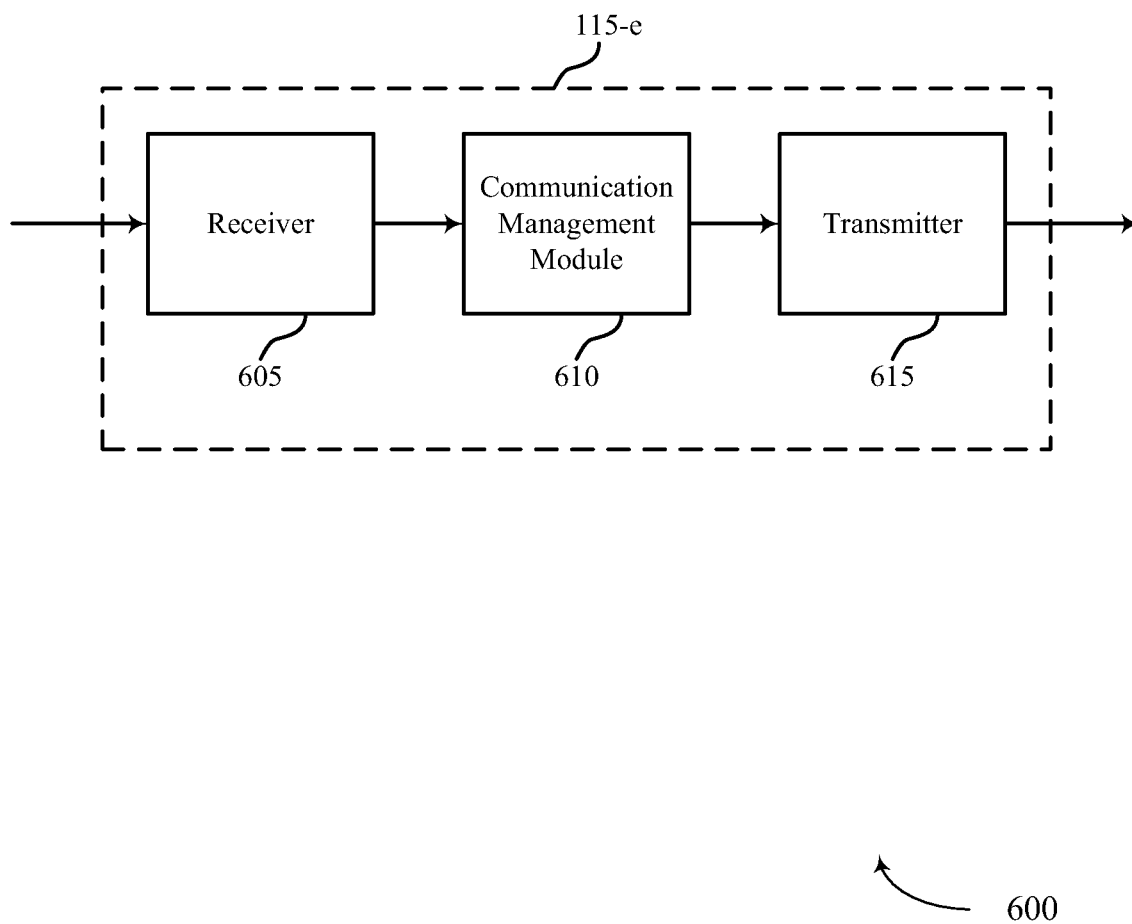 115-e
Receiver
Communication
Management
Module
Transmitter
605
610
615
600